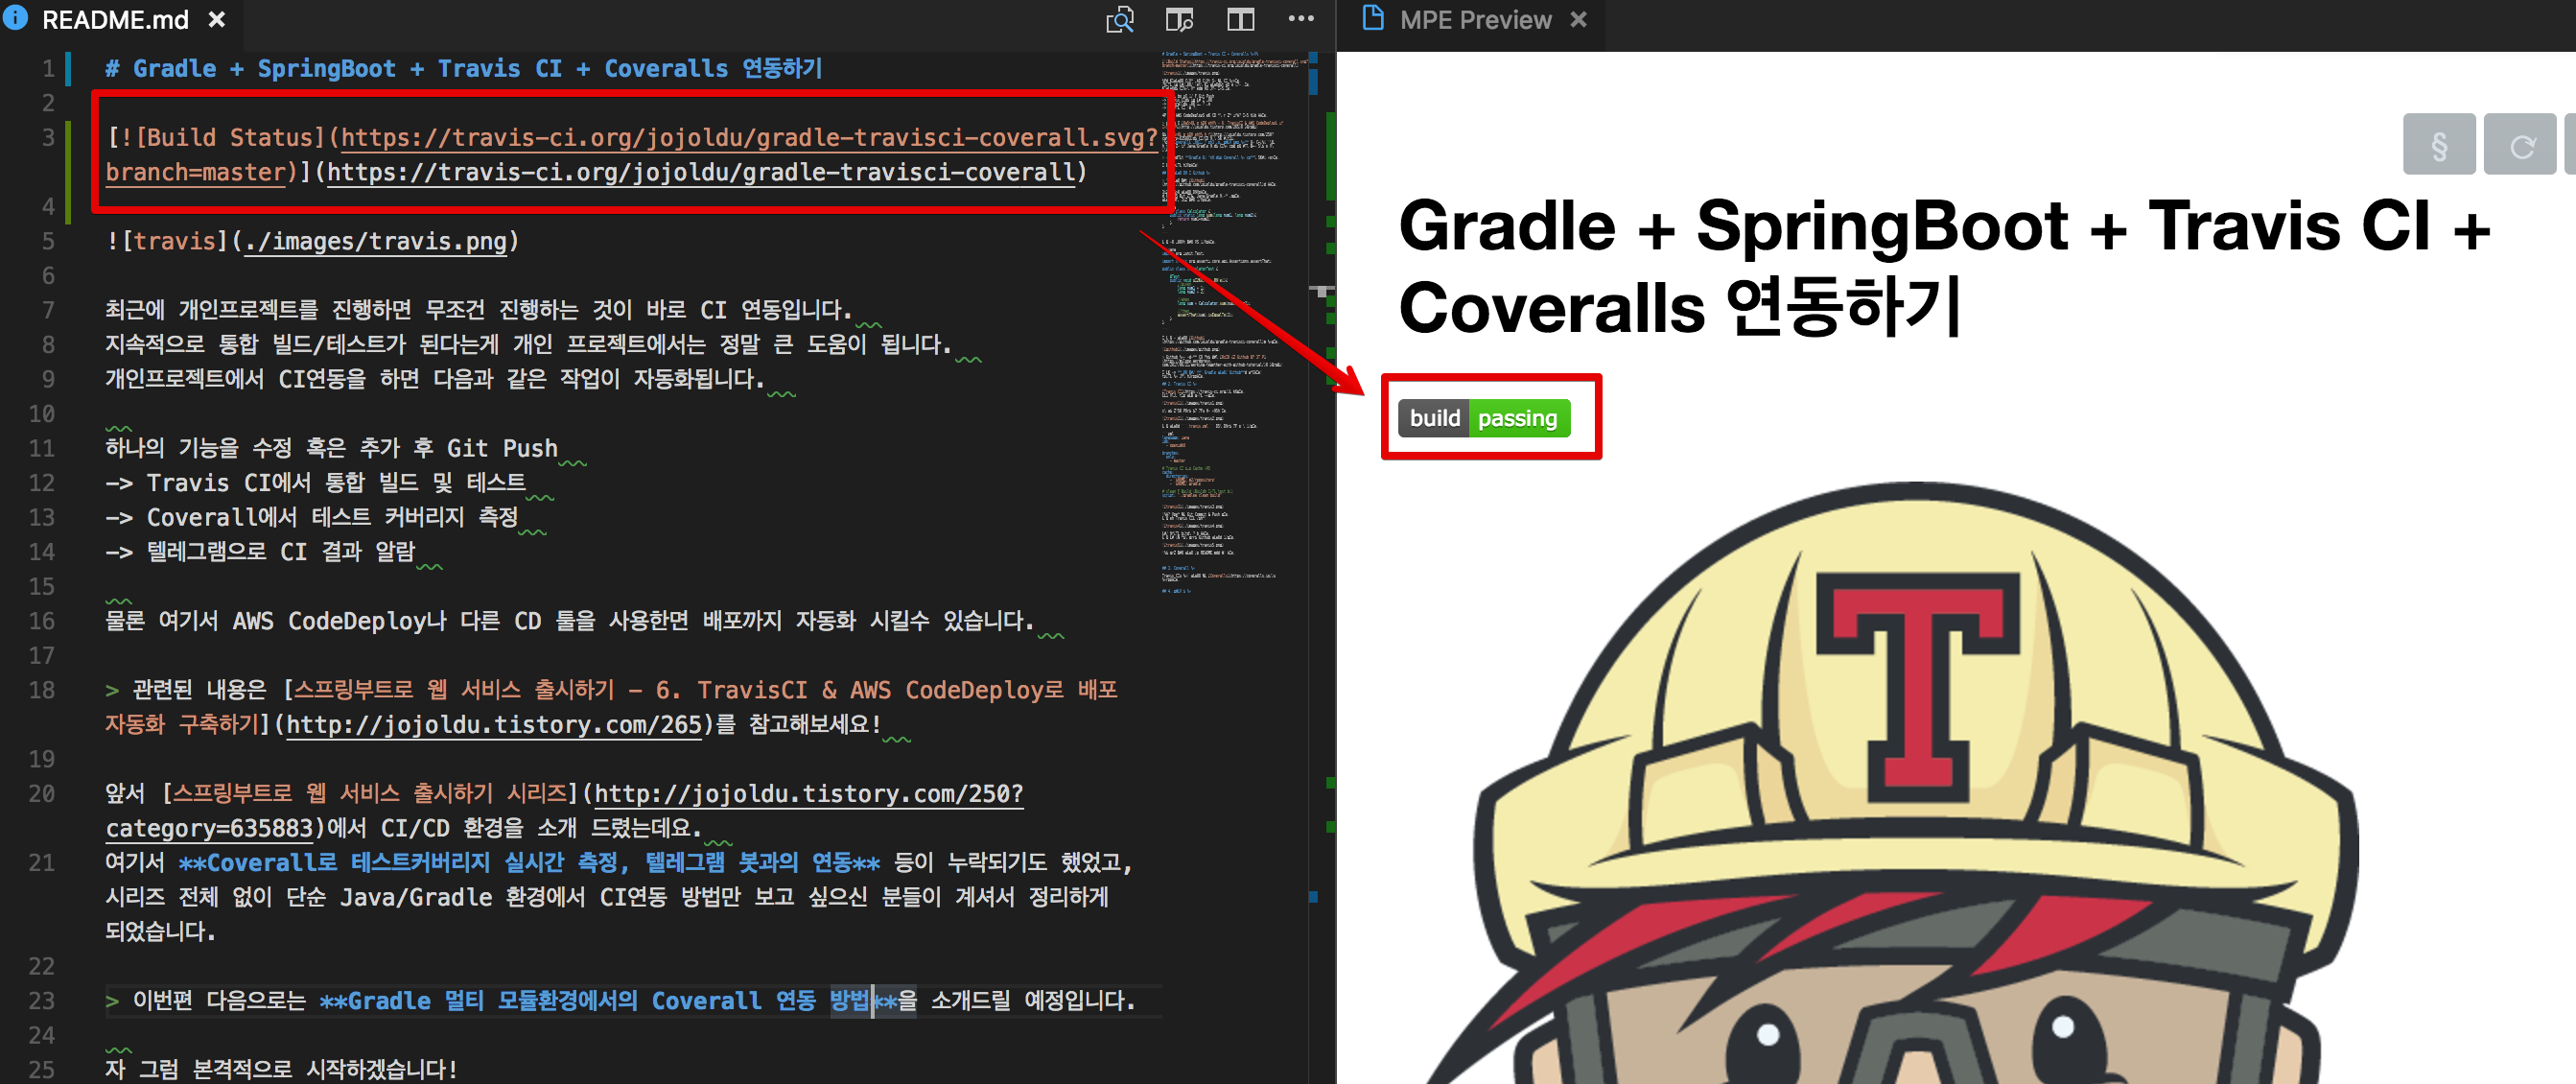 README.md ×
1 # Gradle + SpringBoot + Travis CI + Coveralls 연동하기
2
3 [![Build Status](https://travis-ci.org/jojoldu/gradle-travisci-coverall.svg?
branch=master)](https://travis-ci.org/jojoldu/gradle-travisci-coverall)
4
5 ![travis](./images/travis.png)
6
7 최근에 개인프로젝트를 진행하면 무조건 진행하는 것이 바로 CI 연동입니다.
8 지속적으로 통합 빌드/테스트가 된다는게 개인 프로젝트에서는 정말 큰 도움이 됩니다.
9 개인프로젝트에서 CI연동을 하면 다음과 같은 작업이 자동화됩니다.
10
11 하나의 기능을 수정 혹은 추가 후 Git Push
12 -> Travis CI에서 통합 빌드 및 테스트
13 -> Coverall에서 테스트 커버리지 측정
14 -> 텔레그램으로 CI 결과 알람
15
16 물론 여기서 AWS CodeDeploy나 다른 CD 툴을 사용한면 배포까지 자동화 시킬수 있습니다.
17
18 > 관련된 내용은 [스프링부트로 웹 서비스 출시하기 - 6. TravisCI & AWS CodeDeploy로 배포
자동화 구축하기](http://jojoldu.tistory.com/265)를 참고해보세요!
19
20 앞서 [스프링부트로 웹 서비스 출시하기 시리즈](http://jojoldu.tistory.com/250?
category=635883)에서 CI/CD 환경을 소개 드렸는데요.
21 여기서 **Coverall로 테스트커버리지 실시간 측정, 텔레그램 봇과의 연동** 등이 누락되기도 했었고,
시리즈 전체 없이 단순 Java/Gradle 환경에서 CI연동 방법만 보고 싶으신 분들이 계셔서 정리하게
되었습니다.
22
23 > 이번편 다음으로는 **Gradle 멀티 모듈환경에서의 Coverall 연동 방법**을 소개드릴 예정입니다.
24
25 자 그럼 본격적으로 시작하겠습니다!
MPE Preview ×
§
Gradle + SpringBoot + Travis CI +
Coveralls 연동하기
build passing
T